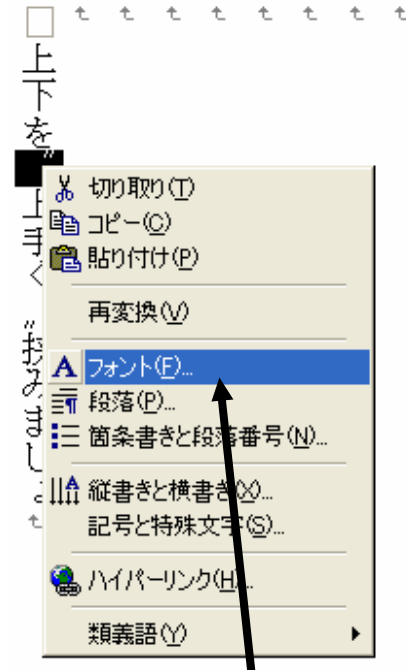 上下を〝上手く〟挟みまし
切り取り(T)
コピー(C)
貼り付け(P)
再変換(V)
フォント(F)...
段落(P)...
箇条書きと段落番号(N)...
縦書きと横書き(X)...
記号と特殊文字(S)...
ハイパーリンク(H)...
類義語(Y)